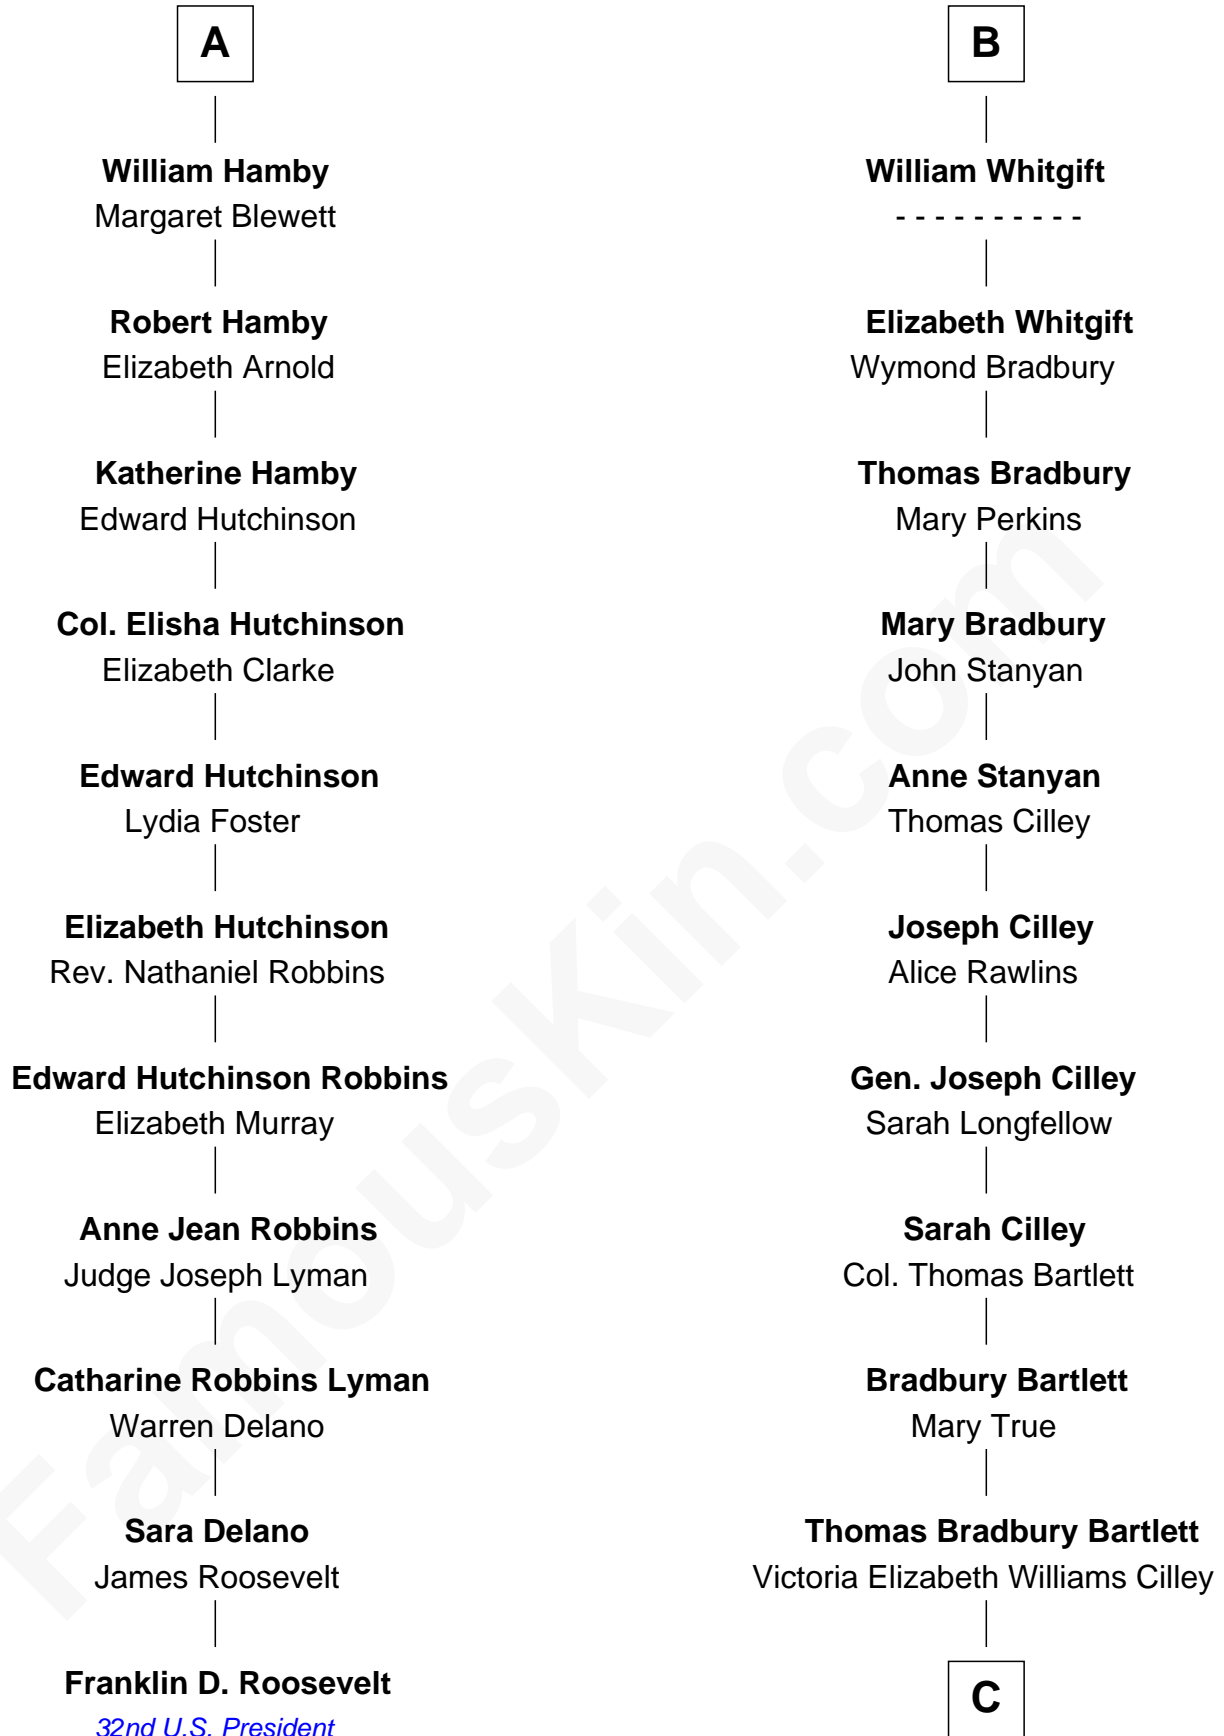 A
William Hamby
Margaret Blewett
Robert Hamby
Elizabeth Arnold
Katherine Hamby
Edward Hutchinson
Col. Elisha Hutchinson
Elizabeth Clarke
Edward Hutchinson
Lydia Foster
Elizabeth Hutchinson
Rev. Nathaniel Robbins
Edward Hutchinson Robbins
Elizabeth Murray
Anne Jean Robbins
Judge Joseph Lyman
Catharine Robbins Lyman
Warren Delano
Sara Delano
James Roosevelt
Franklin D. Roosevelt
32nd U.S. President
B
William Whitgift
- - - - - - - - - -
Elizabeth Whitgift
Wymond Bradbury
Thomas Bradbury
Mary Perkins
Mary Bradbury
John Stanyan
Anne Stanyan
Thomas Cilley
Joseph Cilley
Alice Rawlins
Gen. Joseph Cilley
Sarah Longfellow
Sarah Cilley
Col. Thomas Bartlett
Bradbury Bartlett
Mary True
Thomas Bradbury Bartlett
Victoria Elizabeth Williams Cilley
C
FamousKin.com